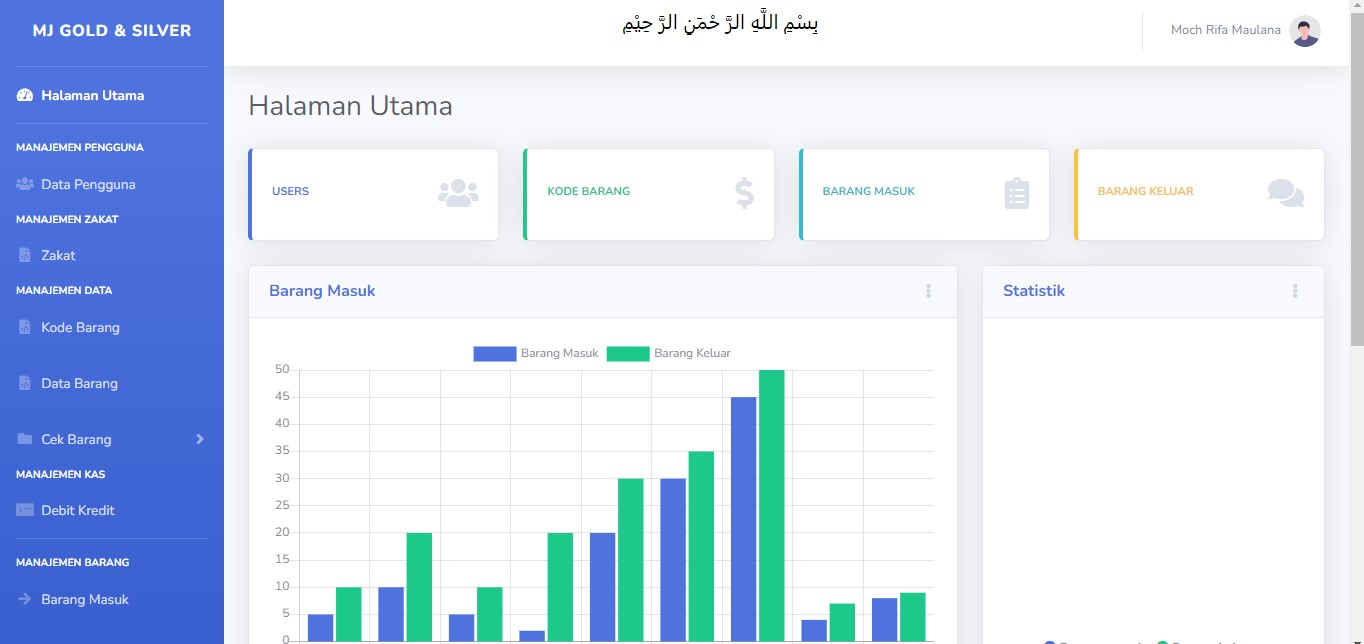 MJ GOLD & SILVER
بِسْمِ اللَّهِ الرَّ حْمَنِ الرَّ حِيْمِ
Moch Rifa Maulana
Halaman Utama
MANAJEMEN PENGGUNA
Data Pengguna
MANAJEMEN ZAKAT
Zakat
MANAJEMEN DATA
Kode Barang
Data Barang
Cek Barang
MANAJEMEN KAS
Debit Kredit
MANAJEMEN BARANG
Barang Masuk
Halaman Utama
USERS
KODE BARANG
BARANG MASUK
BARANG KELUAR
Barang Masuk
Barang Masuk Barang Keluar
50
45
40
35
30
25
20
15
10
5
0
Statistik